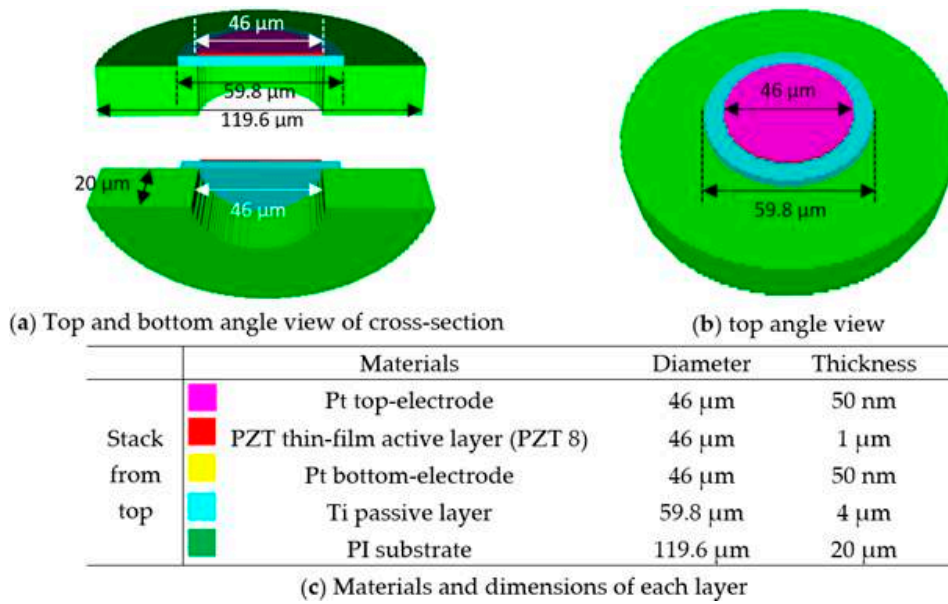 46 μm
59.8 μm
119.6 μm
20 μm
46 μm
46 μm
59.8 μm
(a) Top and bottom angle view of cross-section
(b) top angle view
Materials Diameter Thickness
Pt top-electrode 46 μm 50 nm
Stack PZT thin-film active layer (PZT 8) 46 μm 1 μm
from Pt bottom-electrode 46 μm 50 nm
top Ti passive layer 59.8 μm 4 μm
PI substrate 119.6 μm 20 μm
(c) Materials and dimensions of each layer